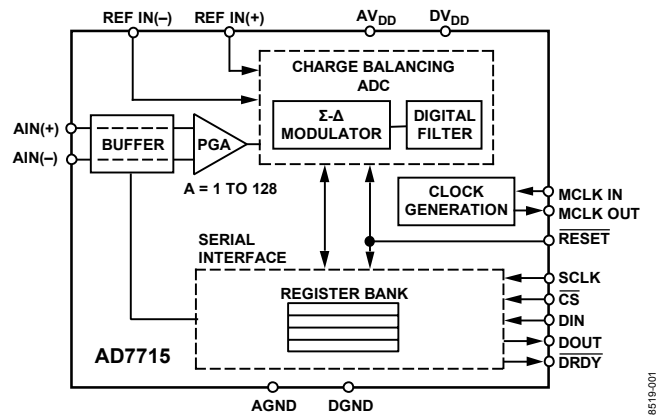 REF IN(–) REF IN(+) AVDD DVDD
CHARGE BALANCING
ADC
AIN(+)
AIN(–)
BUFFER
PGA
Σ-Δ
MODULATOR
DIGITAL
FILTER
A = 1 TO 128
CLOCK
GENERATION
MCLK IN
MCLK OUT
RESET
SERIAL
INTERFACE
REGISTER BANK
SCLK
CS
DIN
DOUT
DRDY
AD7715
AGND DGND
8519-001